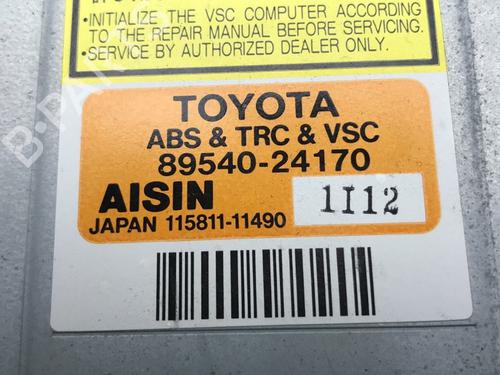 •INITIALIZE THE VSC COMPUTER ACCORDING
TO THE REPAIR MANUAL BEFORE SERVICING.
•SERVICE BY AUTHORIZED DEALER ONLY.
TOYOTA
ABS & TRC & VSC
89540-24170
AISIN
1I12
JAPAN 115811-11490
B-PARTS